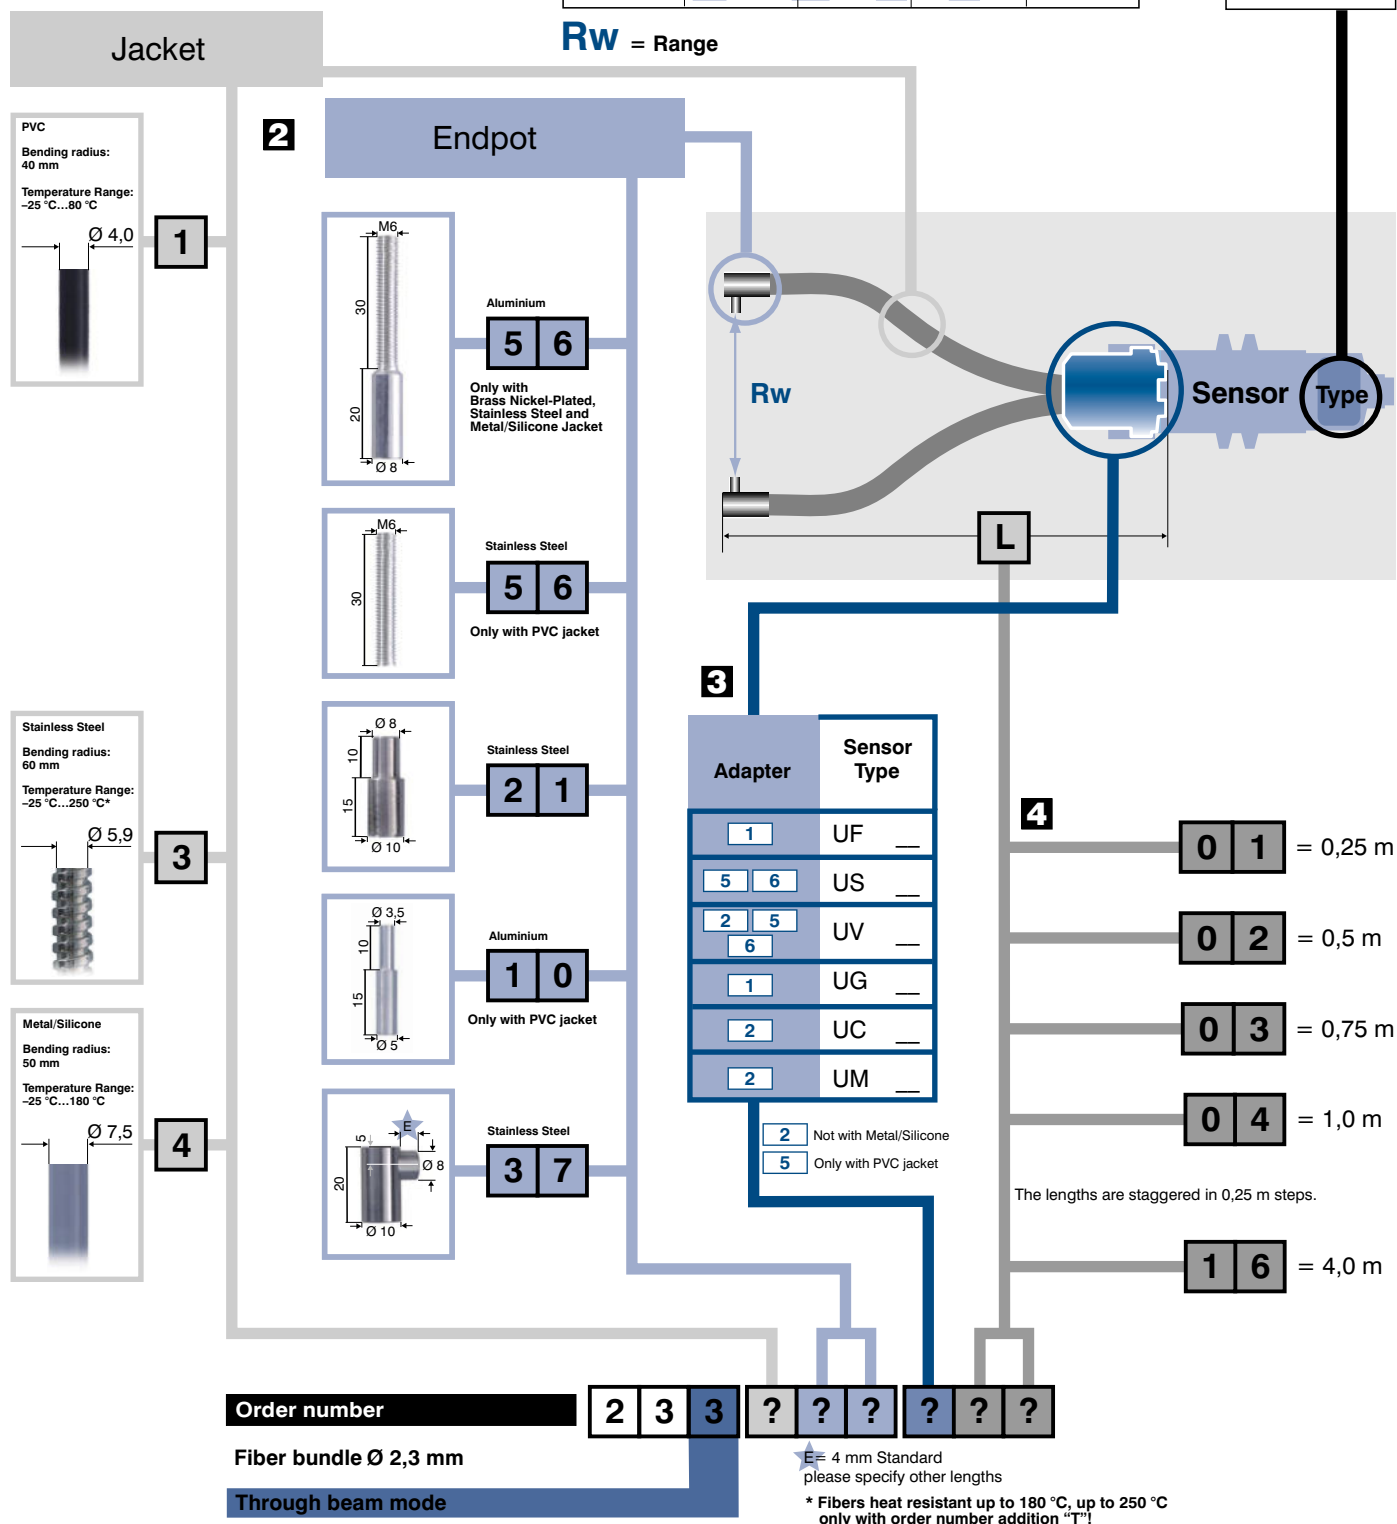 Rw = Range
Jacket
PVC
Bending radius:
40 mm
Temperature Range:
–25 °C...80 °C
Ø 4,0
1
Stainless Steel
Bending radius:
60 mm
Temperature Range:
–25 °C...250 °C*
Ø 5,9
3
Metal/Silicone
Bending radius:
50 mm
Temperature Range:
–25 °C...180 °C
Ø 7,5
4
2
Endpot
M6
30
20
Ø 8
Aluminium
5 6
Only with
Brass Nickel-Plated,
Stainless Steel and
Metal/Silicone Jacket
M6
30
Stainless Steel
5 6
Only with PVC jacket
Ø 8
10
15
Ø 10
Stainless Steel
2 1
Ø 3,5
10
15
Ø 5
Aluminium
1 0
Only with PVC jacket
E
5
Ø 8
20
Ø 10
Stainless Steel
3 7
Rw
Sensor
Type
L
3
Adapter
Sensor
Type
1 UF __
5 6 US __
2 5
6 UV __
1 UG __
2 UC __
2 UM __
2 Not with Metal/Silicone
5 Only with PVC jacket
4
0 1 = 0,25 m
0 2 = 0,5 m
0 3 = 0,75 m
0 4 = 1,0 m
The lengths are staggered in 0,25 m steps.
1 6 = 4,0 m
Order number
2 3 3 ? ? ? ? ? ?
Fiber bundle Ø 2,3 mm
Through beam mode
E= 4 mm Standard
please specify other lengths
* Fibers heat resistant up to 180 °C, up to 250 °C
only with order number addition “T”!